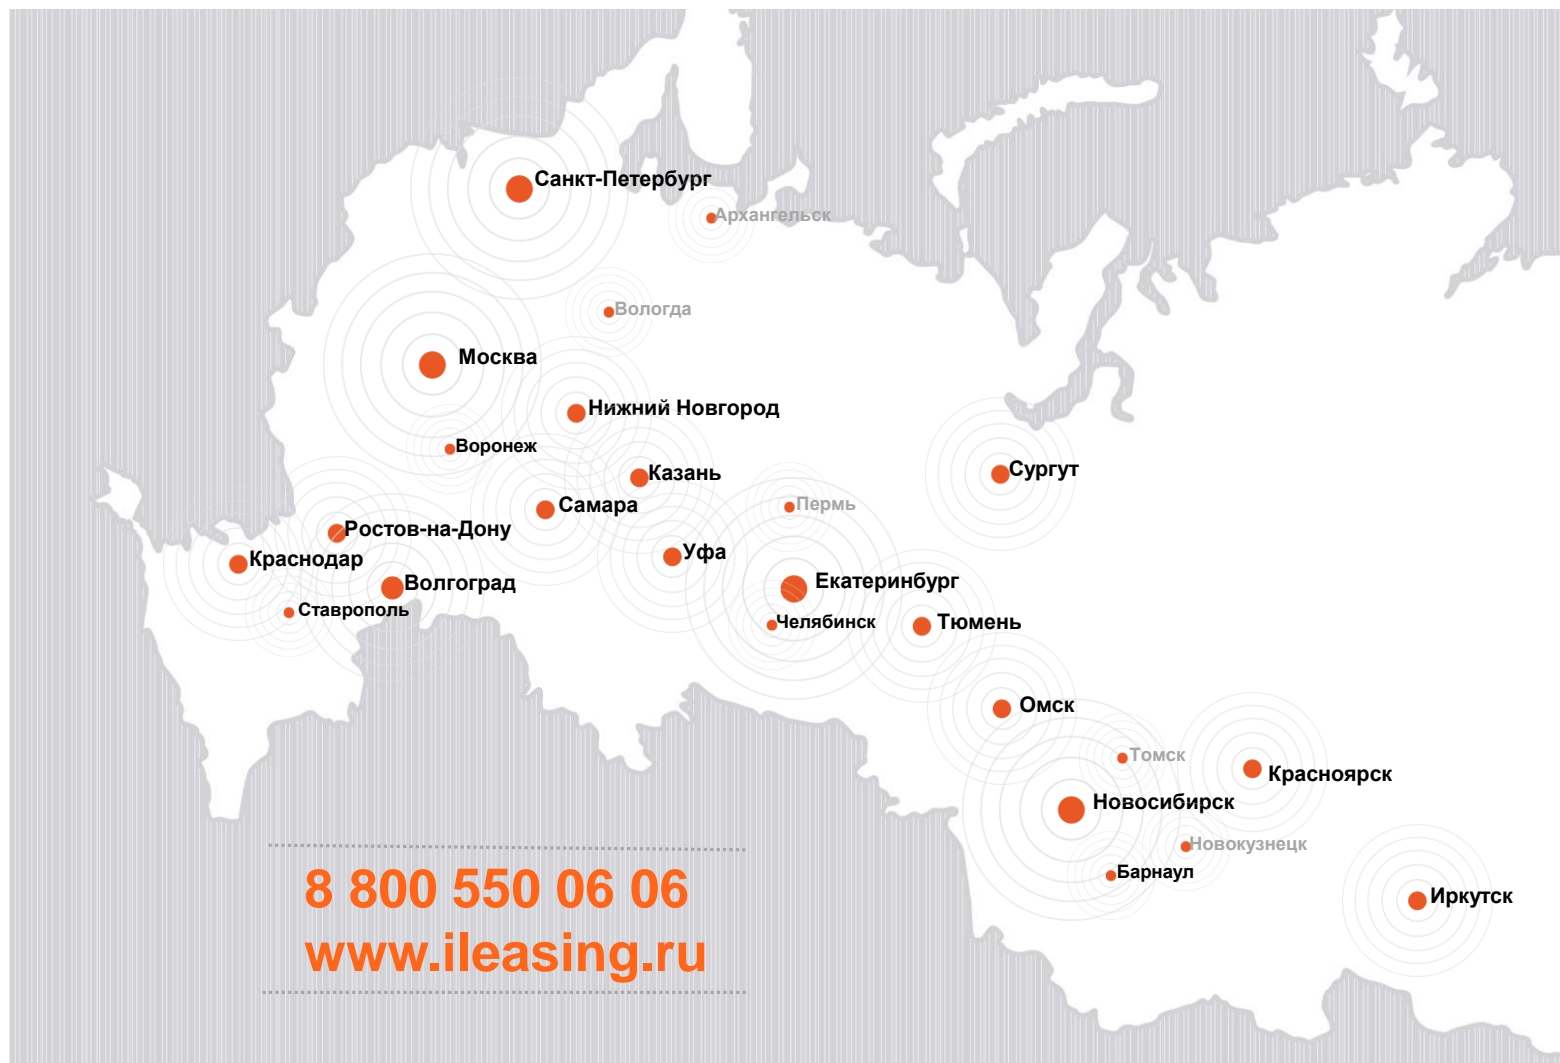 Санкт-Петербург
Архангельск
Вологда
Москва
Нижний Новгород
Воронеж
Казань
Сургут
Самара
Пермь
Ростов-на-Дону
Уфа
Краснодар
Волгоград
Екатеринбург
Ставрополь
Челябинск
Тюмень
Омск
Томск
Красноярск
Новосибирск
Новокузнецк
Барнаул
Иркутск
8 800 550 06 06
www.ileasing.ru